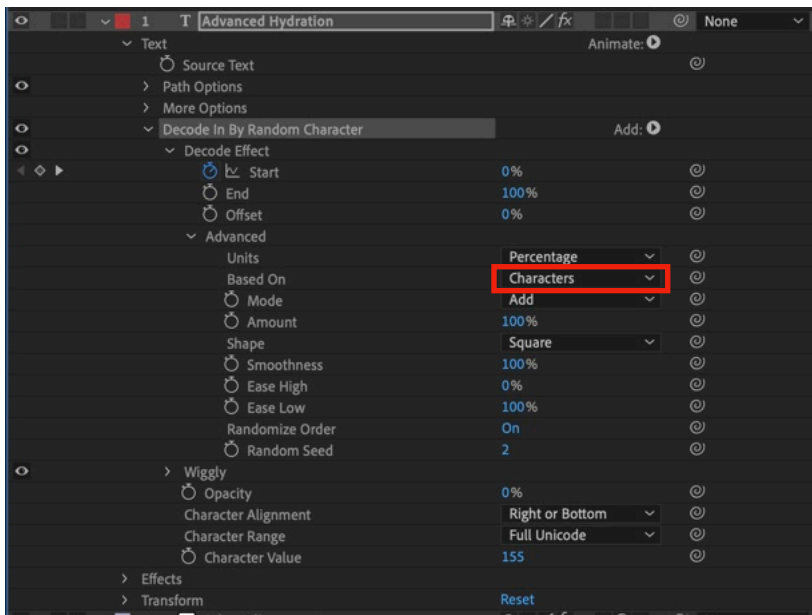 1 T Advanced Hydration fx None
Text Animate:
Source Text
Path Options
More Options
Decode In By Random Character Add:
Decode Effect
Start 0%
End 100%
Offset 0%
Advanced
Units Percentage
Based On Characters
Mode Add
Amount 100%
Shape Square
Smoothness 100%
Ease High 0%
Ease Low 100%
Randomize Order On
Random Seed 2
Wiggly
Opacity 0%
Character Alignment Right or Bottom
Character Range Full Unicode
Character Value 155
Effects
Transform Reset